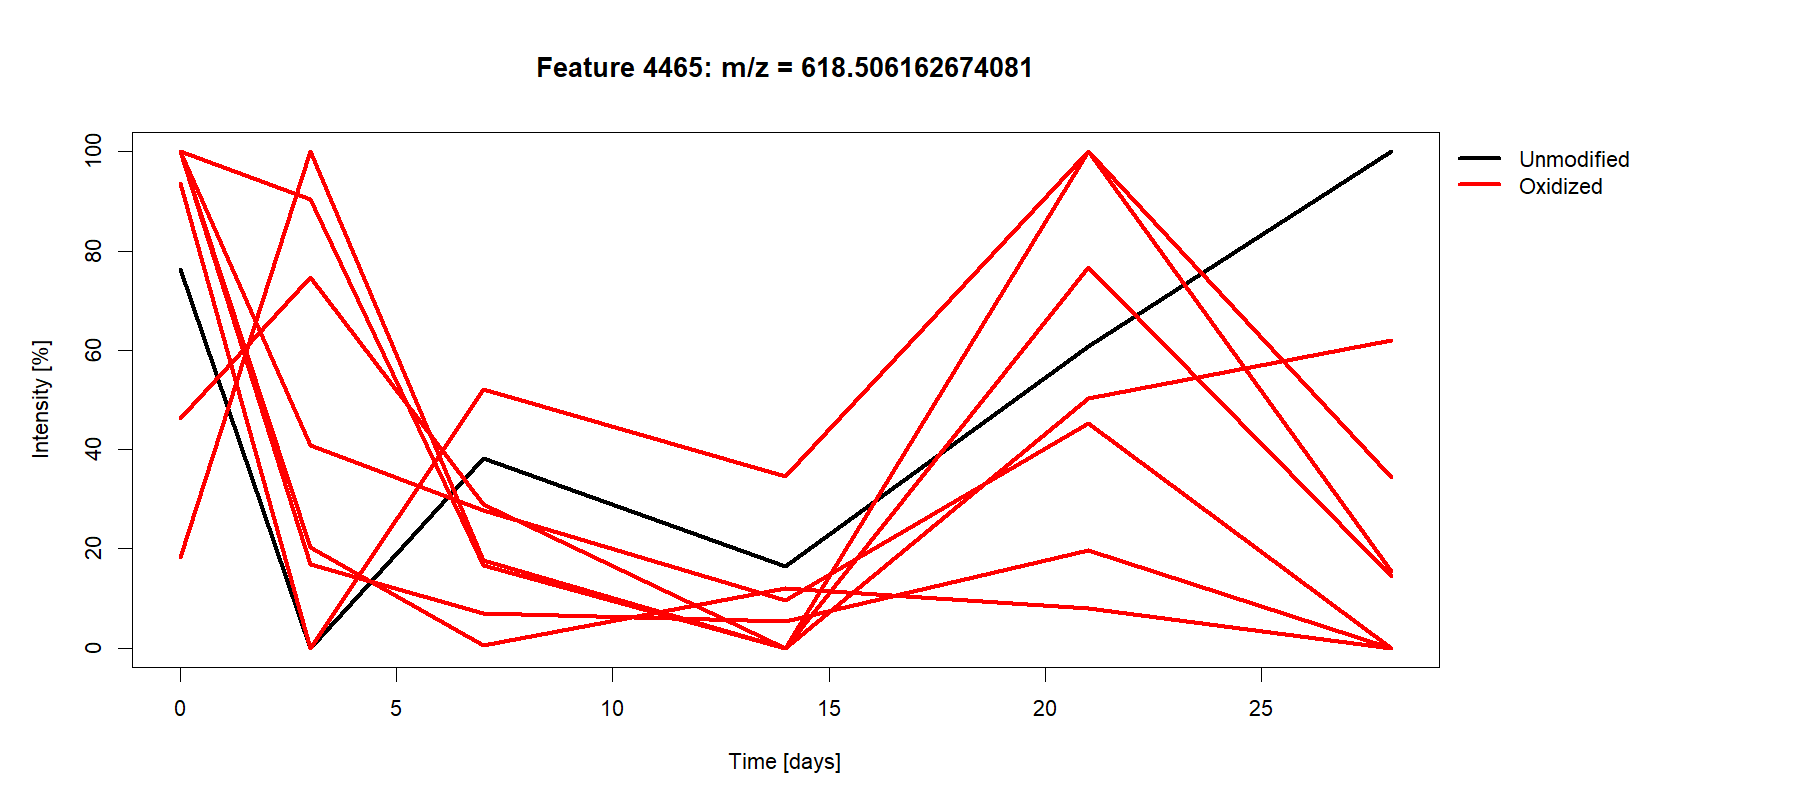 Feature 4465: m/z = 618.506162674081
Unmodified
Oxidized
Intensity [%]
100
80
60
40
20
0
0 5 10 15 20 25
Time [days]